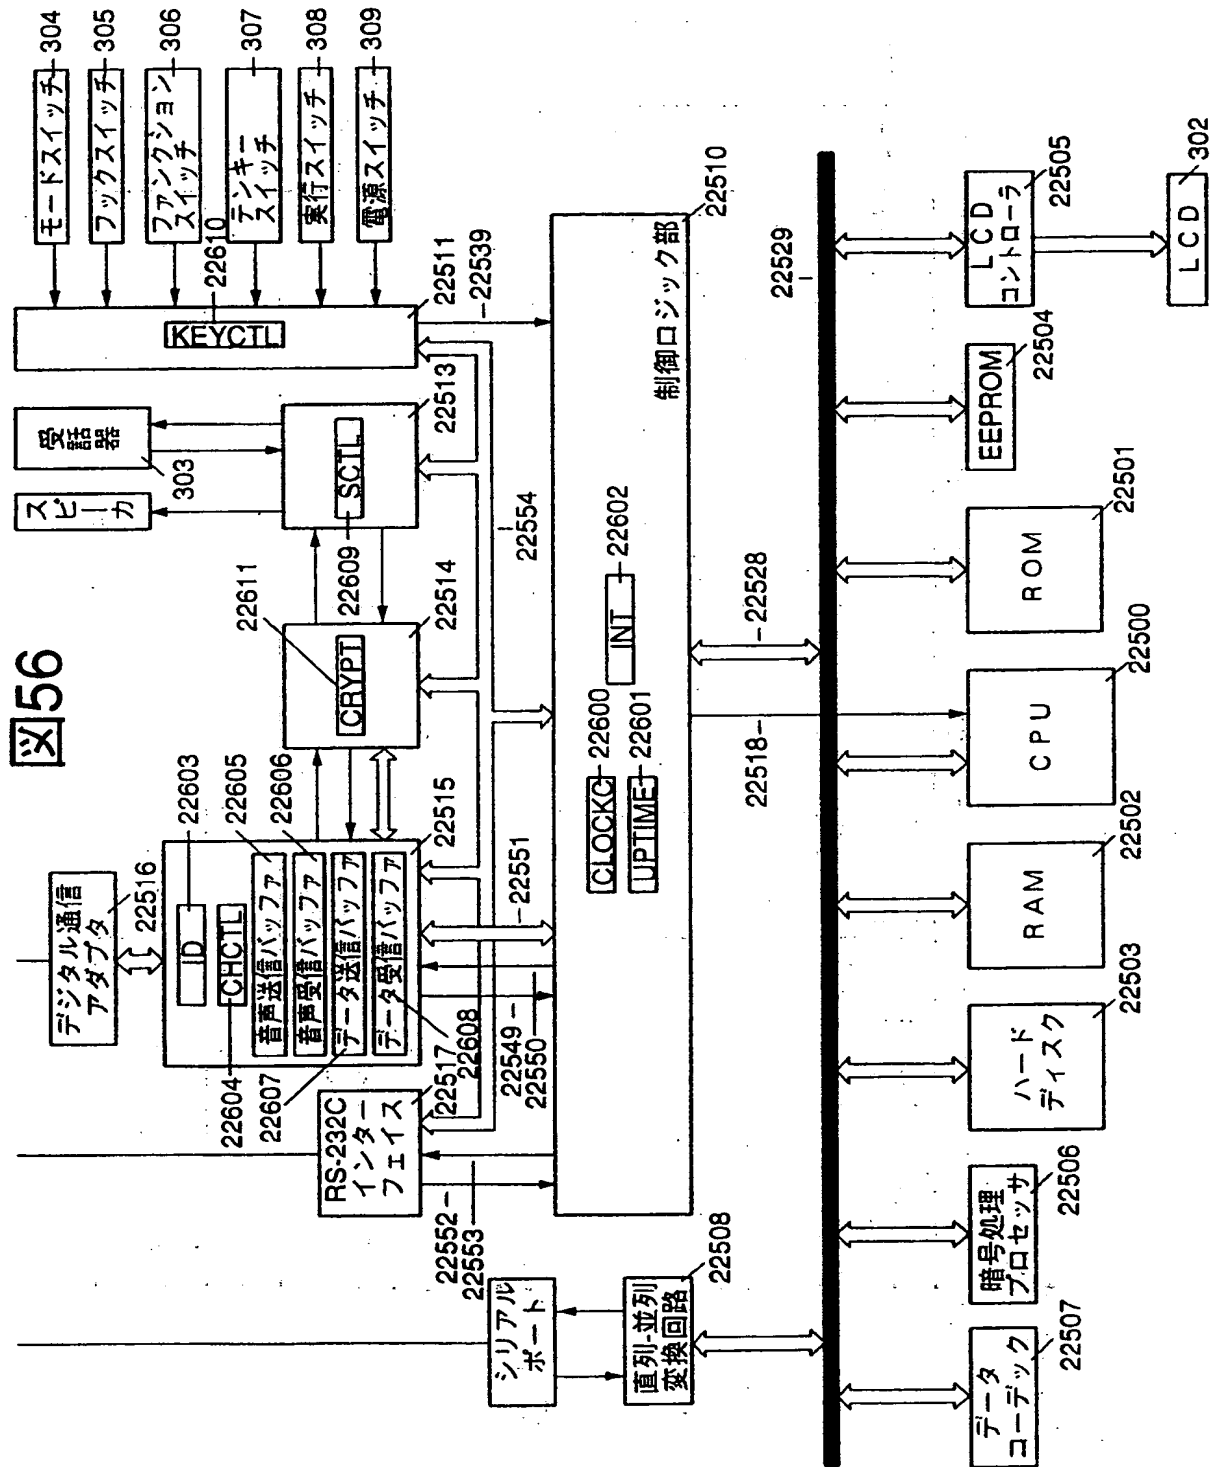 図56
デジタル通信
アダプタ
22516
ID
22603
CHCTL
22604
音声送信バッファ
22605
音声受信バッファ
22606
データ送信バッファ
22607
データ受信バッファ
22608
22515
CRYPT
22611
22514
スピーカ
受話器
303
SCTL
22609
22513
KEYCTL
22610
22511
モードスイッチ
304
フックスイッチ
305
ファンクション
スイッチ
306
テンキー
スイッチ
307
実行スイッチ
308
電源スイッチ
309
22539
22554
シリアル
ポート
直列-並列
変換回路
22508
RS-232C
インター
フェイス
22517
22552
22553
22549
22550
22551
CLOCKC
22600
UPTIME
22601
INT
22602
制御ロジック部
22510
22518
22528
22529
データ
コーデック
22507
暗号処理
プロセッサ
22506
ハード
ディスク
22503
RAM
22502
CPU
22500
ROM
22501
EEPROM
22504
LCD
コントローラ
22505
LCD
302